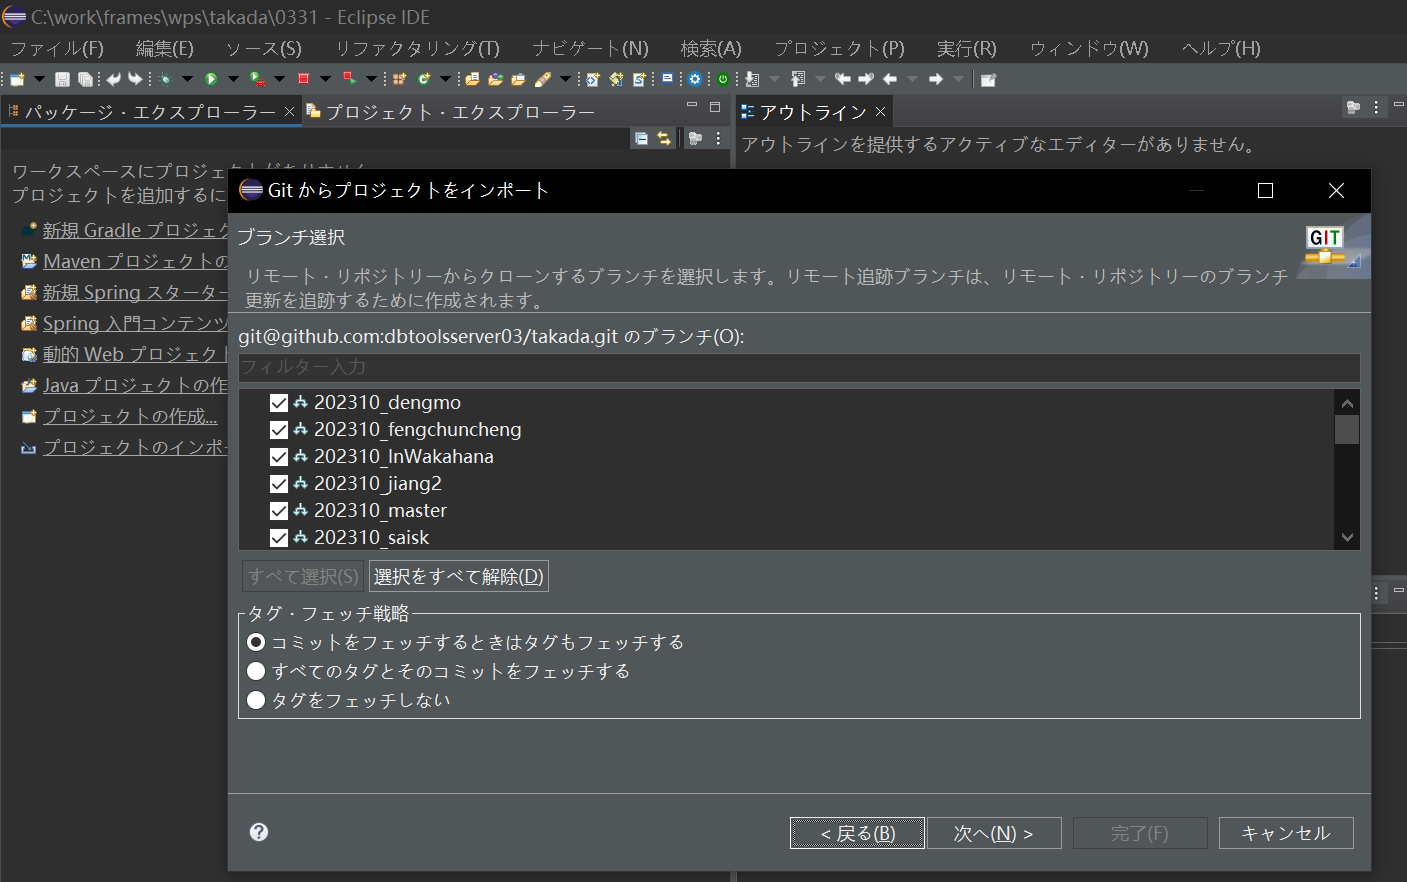 C:\work\frames\wps\takada\0331 - Eclipse IDE
ファイル(F) 編集(E) ソース(S) リファクタリング(T) ナビゲート(N) 検索(A) プロジェクト(P) 実行(R) ウィンドウ(W) ヘルプ(H)
パッケージ・エクスプローラー プロジェクト・エクスプローラー
アウトライン
アウトラインを提供するアクティブなエディターがありません。
ワークスペースにプロジェ
プロジェクトを追加するに
新規 Gradle プロジェク
Maven プロジェクトの
新規 Spring スターター
Spring 入門コンテンツ
動的 Web プロジェクト
Java プロジェクトの作
プロジェクトの作成...
プロジェクトのインポー
Git からプロジェクトをインポート
ブランチ選択
GIT
リモート・リポジトリーからクローンするブランチを選択します。リモート追跡ブランチは、リモート・リポジトリーのブランチ
更新を追跡するために作成されます。
git@github.com:dbtoolsserver03/takada.git のブランチ(O):
フィルター入力
202310_dengmo
202310_fengchuncheng
202310_InWakahana
202310_jiang2
202310_master
202310_saisk
すべて選択(S) 選択をすべて解除(D)
タグ・フェッチ戦略
コミットをフェッチするときはタグもフェッチする
すべてのタグとそのコミットをフェッチする
タグをフェッチしない
< 戻る(B) 次へ(N) > 完了(F) キャンセル